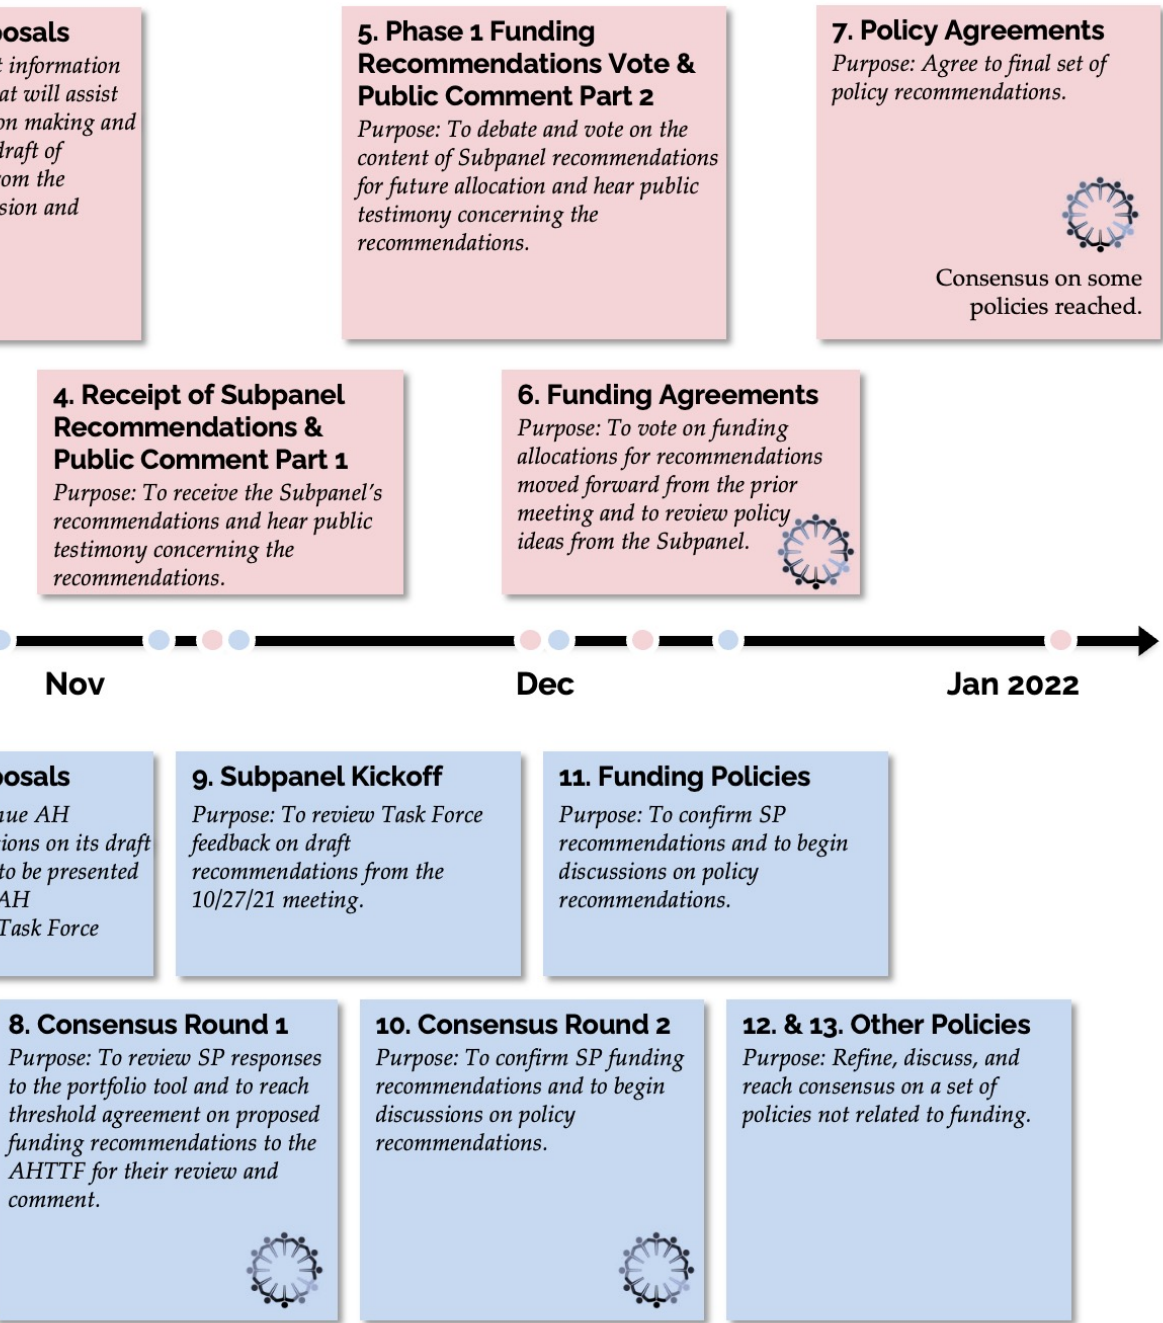 osals
information
at will assist
on making and
draft of
om the
sion and
5. Phase 1 Funding
Recommendations Vote &
Public Comment Part 2
Purpose: To debate and vote on the
content of Subpanel recommendations
for future allocation and hear public
testimony concerning the
recommendations.
7. Policy Agreements
Purpose: Agree to final set of
policy recommendations.
Consensus on some
policies reached.
4. Receipt of Subpanel
Recommendations &
Public Comment Part 1
Purpose: To receive the Subpanel's
recommendations and hear public
testimony concerning the
recommendations.
6. Funding Agreements
Purpose: To vote on funding
allocations for recommendations
moved forward from the prior
meeting and to review policy
ideas from the Subpanel.
Nov
Dec
Jan 2022
osals
nue AH
ions on its draft
to be presented
AH
Task Force
9. Subpanel Kickoff
Purpose: To review Task Force
feedback on draft
recommendations from the
10/27/21 meeting.
11. Funding Policies
Purpose: To confirm SP
recommendations and to begin
discussions on policy
recommendations.
8. Consensus Round 1
Purpose: To review SP responses
to the portfolio tool and to reach
threshold agreement on proposed
funding recommendations to the
AHTTF for their review and
comment.
10. Consensus Round 2
Purpose: To confirm SP funding
recommendations and to begin
discussions on policy
recommendations.
12. & 13. Other Policies
Purpose: Refine, discuss, and
reach consensus on a set of
policies not related to funding.